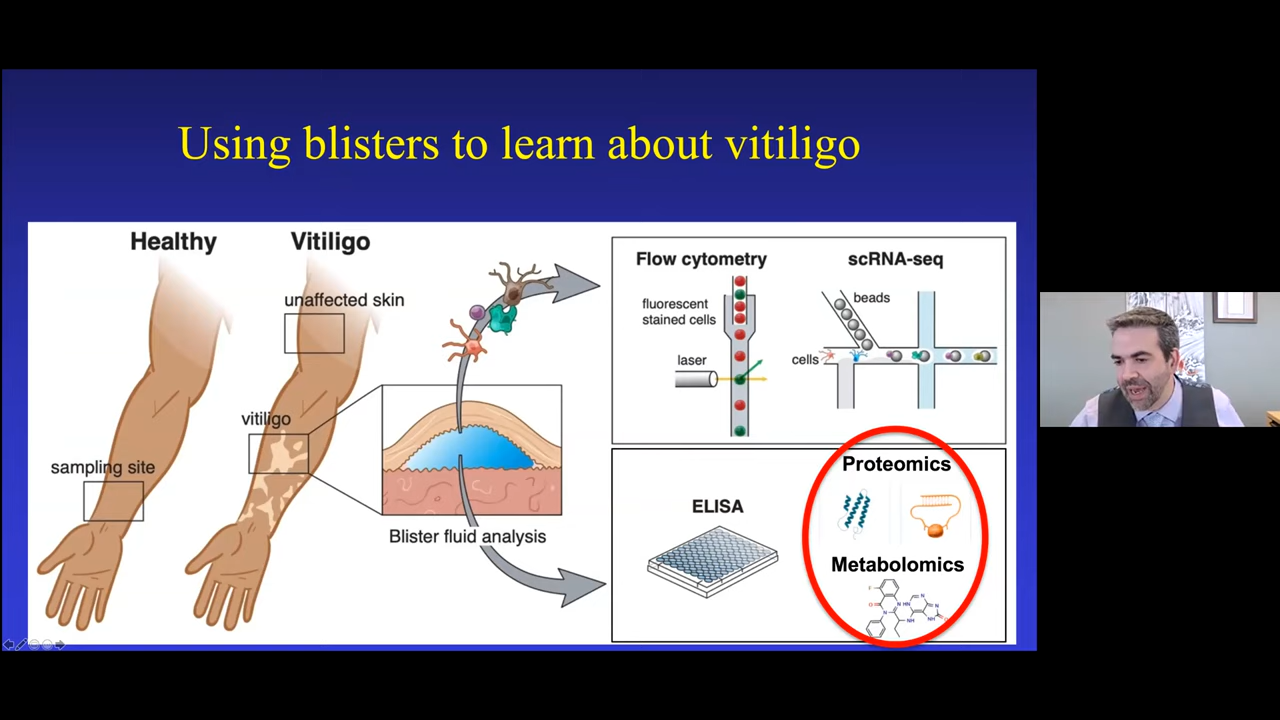 Using blisters to learn about vitiligo
Healthy
Vitiligo
unaffected skin
vitiligo
sampling site
Blister fluid analysis
Flow cytometry
fluorescent
stained cells
laser
scRNA-seq
beads
cells
ELISA
Proteomics
Metabolomics